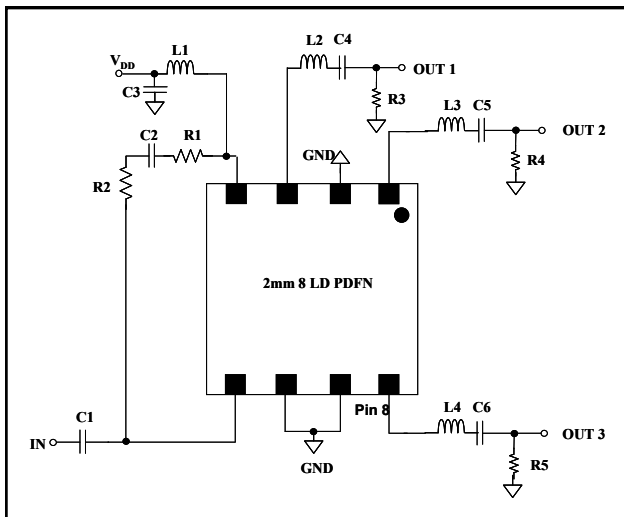 L1
V_DD
C3
L2 C4
OUT 1
R3
L3 C5
OUT 2
R4
C2 R1
R2
GND
2mm 8 LD PDFN
Pin 8
C1
IN
GND
L4 C6
OUT 3
R5